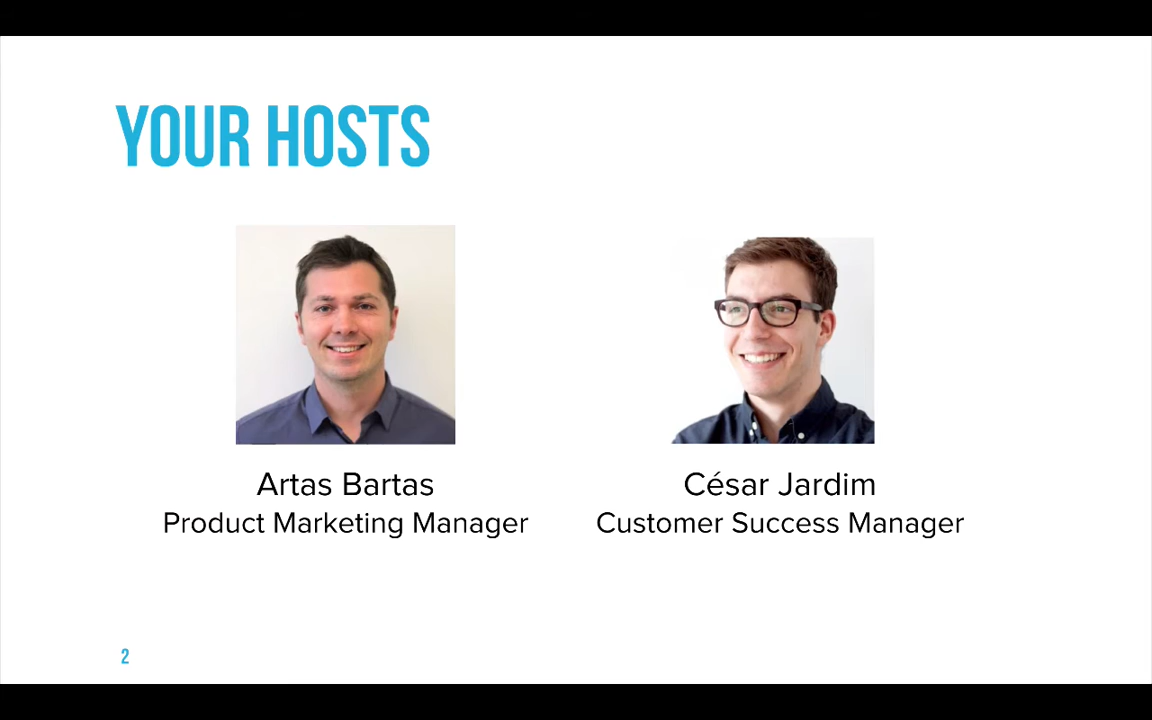 YOUR HOSTS
Artas Bartas
Product Marketing Manager
César Jardim
Customer Success Manager
2